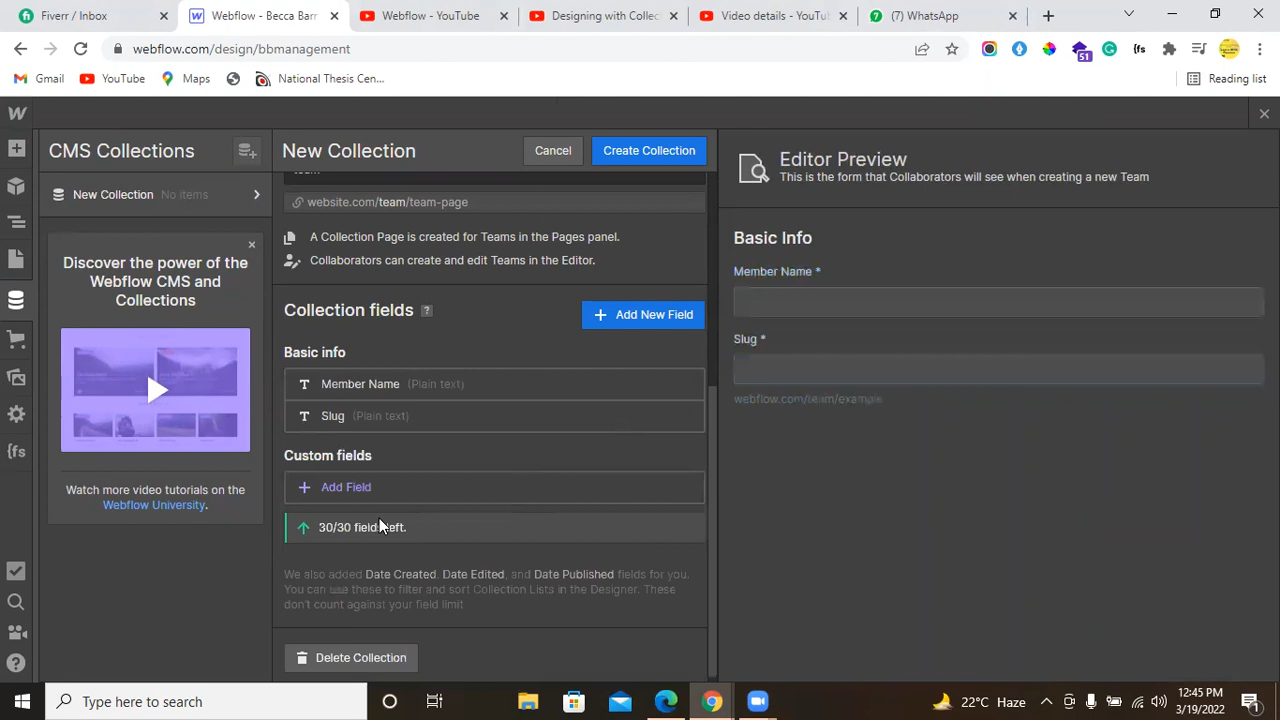 Fiverr / Inbox
Webflow - Becca Barr
Webflow - YouTube
Designing with Collec
Video details - YouTu
(7) WhatsApp
webflow.com/design/bbmanagement
51
{fs
Gmail
YouTube
Maps
National Thesis Cen...
Reading list
CMS Collections
New Collection
Cancel
Create Collection
Editor Preview
This is the form that Collaborators will see when creating a new Team
New Collection No items
website.com/team/team-page
A Collection Page is created for Teams in the Pages panel.
Collaborators can create and edit Teams in the Editor.
Basic Info
Member Name *
Slug *
webflow.com/team/example
Discover the power of the
Webflow CMS and
Collections
Watch more video tutorials on the
Webflow University.
Collection fields ?
Add New Field
Basic info
Member Name (Plain text)
Slug (Plain text)
Custom fields
Add Field
30/30 fields left.
We also added Date Created, Date Edited, and Date Published fields for you.
You can use these to filter and sort Collection Lists in the Designer. These
don't count against your field limit
Delete Collection
{fs
Type here to search
22°C Haze
12:45 PM
3/19/2022
1